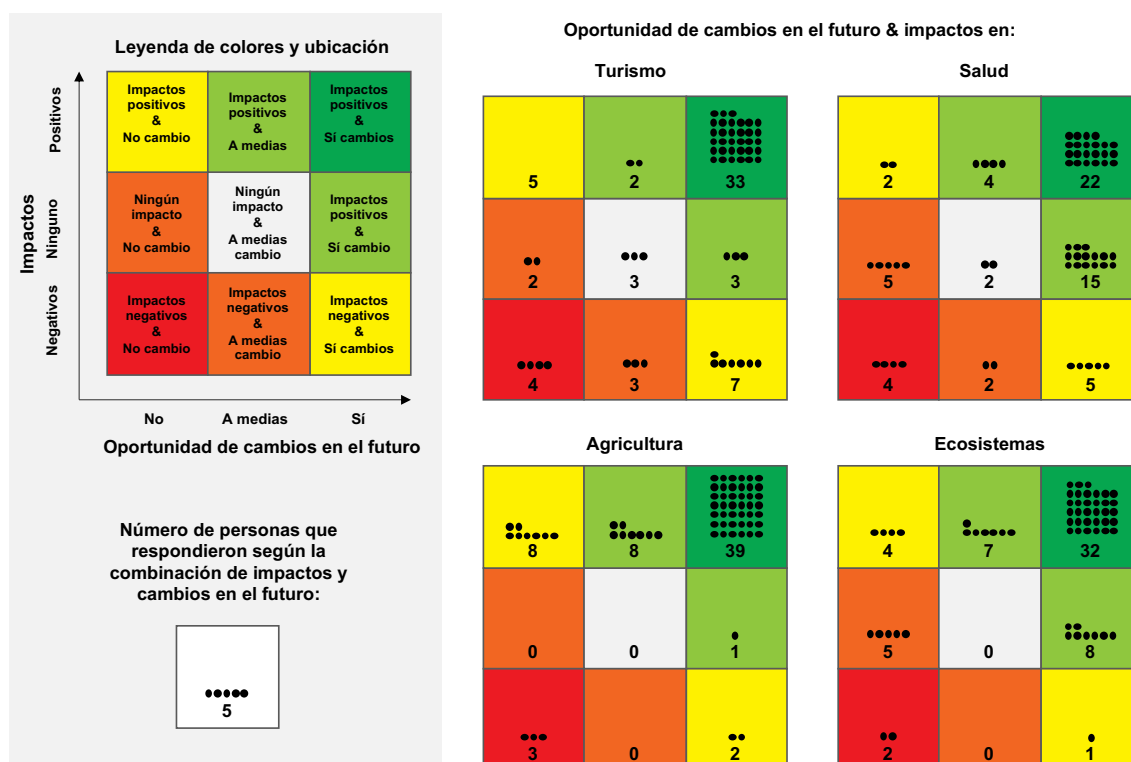 Leyenda de colores y ubicación
Impactos
Positivos
Ninguno
Negativos
Impactos
positivos
&
No cambio
Impactos
positivos
&
A medias
Impactos
positivos
&
Sí cambios
Ningún
impacto
&
No cambio
Ningún
impacto
&
A medias
cambio
Impactos
positivos
&
Sí cambio
Impactos
negativos
&
No cambio
Impactos
negativos
&
A medias
cambio
Impactos
negativos
&
Sí cambios
No A medias Sí
Oportunidad de cambios en el futuro
Número de personas que
respondieron según la
combinación de impactos y
cambios en el futuro:
5
Oportunidad de cambios en el futuro & impactos en:
Turismo
5 2 33
2 3 3
4 3 7
Salud
2 4 22
5 2 15
4 2 5
Agricultura
8 8 39
0 0 1
3 0 2
Ecosistemas
4 7 32
5 0 8
2 0 1